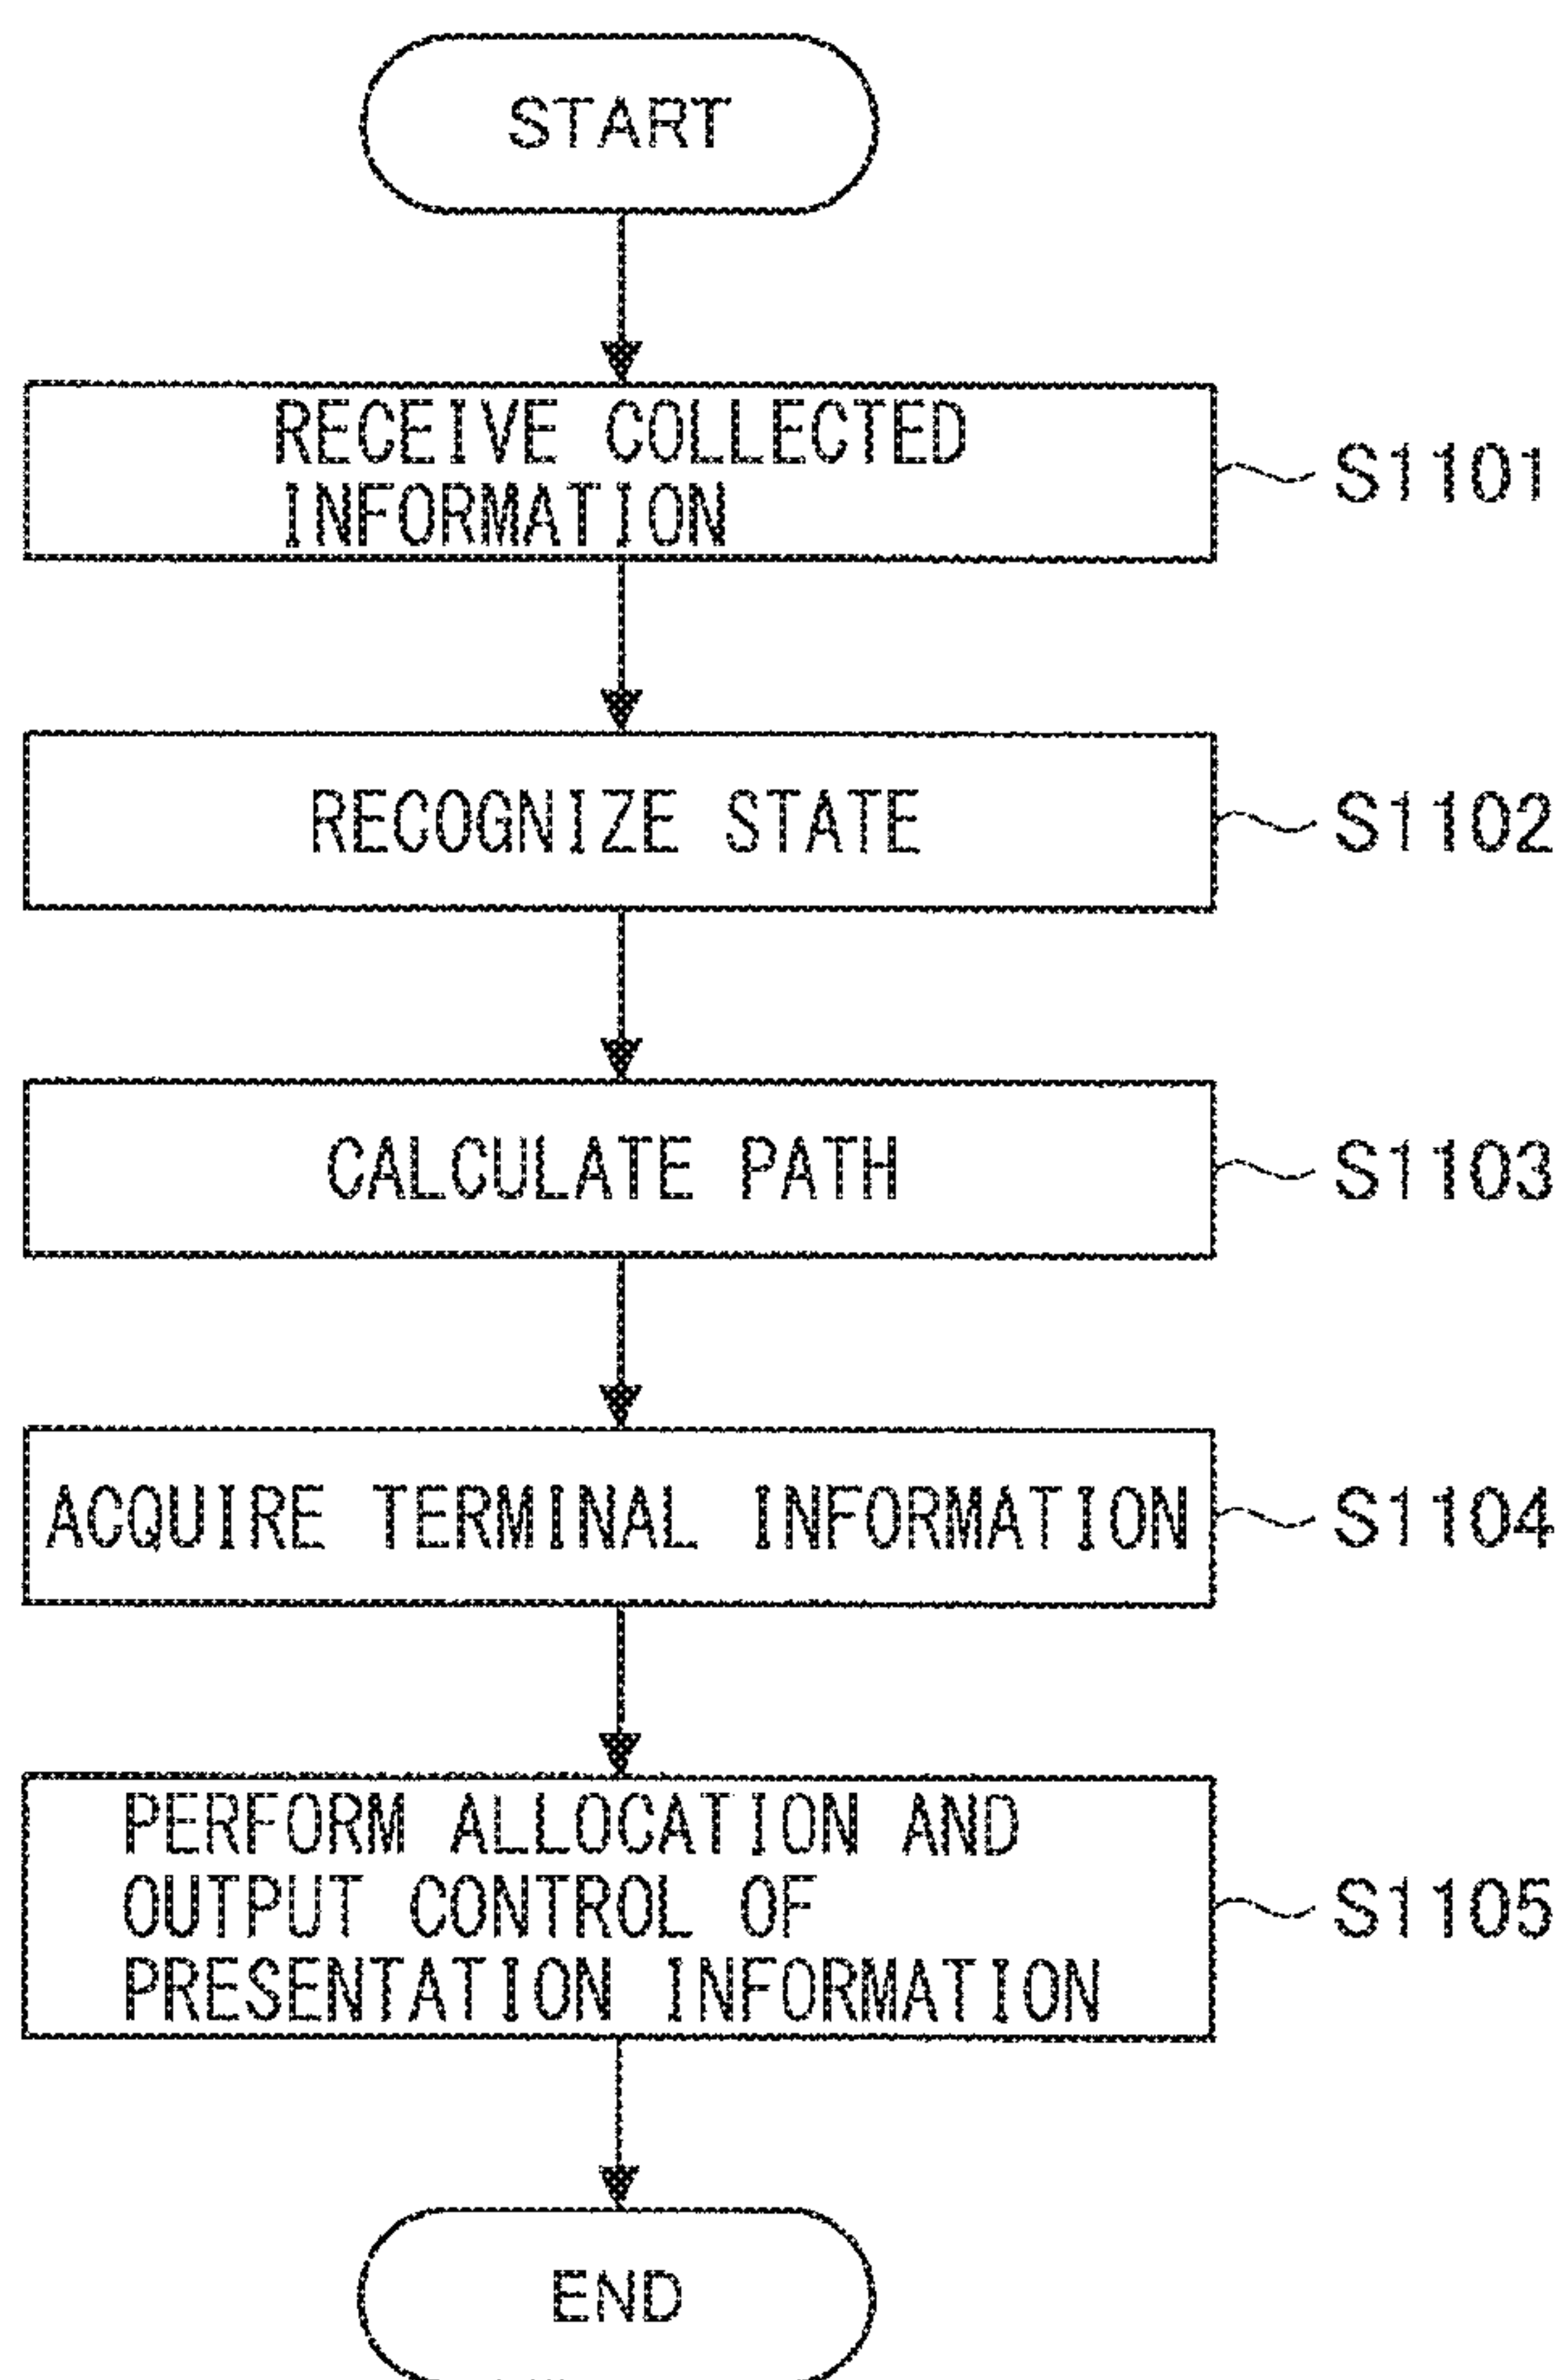 START
RECEIVE COLLECTED
INFORMATION
S1101
RECOGNIZE STATE
S1102
CALCULATE PATH
S1103
ACQUIRE TERMINAL INFORMATION
S1104
PERFORM ALLOCATION AND
OUTPUT CONTROL OF
PRESENTATION INFORMATION
S1105
END